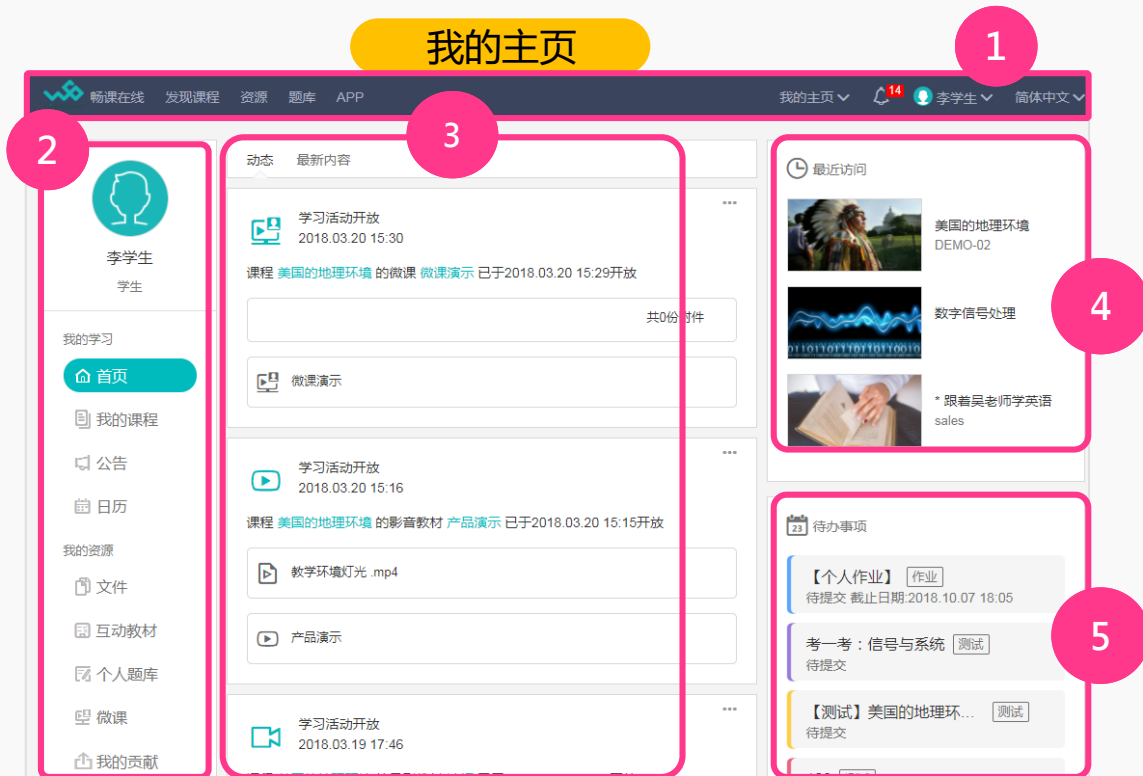 我的主页
1
畅课在线 发现课程 资源 题库 APP 我的主页 14 李学生 简体中文
2
李学生
学生
我的学习
首页
我的课程
公告
日历
我的资源
文件
互动教材
个人题库
微课
我的贡献
3
动态 最新内容
学习活动开放
2018.03.20 15:30
课程 美国的地理环境 的微课 微课演示 已于2018.03.20 15:29开放
共0份附件
微课演示
学习活动开放
2018.03.20 15:16
课程 美国的地理环境 的影音教材 产品演示 已于2018.03.20 15:15开放
教学环境灯光 .mp4
产品演示
学习活动开放
2018.03.19 17:46
最近访问
美国的地理环境
DEMO-02
数字信号处理
* 跟着吴老师学英语
sales
4
23 待办事项
【个人作业】 作业
待提交 截止日期:2018.10.07 18:05
考一考：信号与系统 测试
待提交
【测试】美国的地理环... 测试
待提交
5